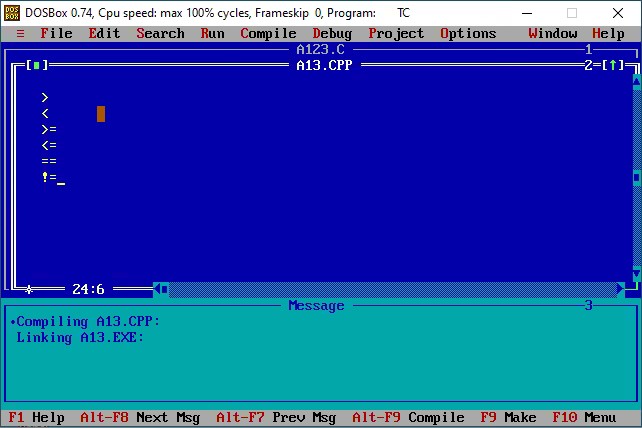 DOSBox 0.74, Cpu speed: max 100% cycles, Frameskip 0, Program: TC
≡ File Edit Search Run Compile Debug Project Options Window Help
A123.C 1
[■] A13.CPP 2=[↑]
>
<
>=
<=
==
!=_
24:6
Message 3
•Compiling A13.CPP:
Linking A13.EXE:
F1 Help Alt-F8 Next Msg Alt-F7 Prev Msg Alt-F9 Compile F9 Make F10 Menu